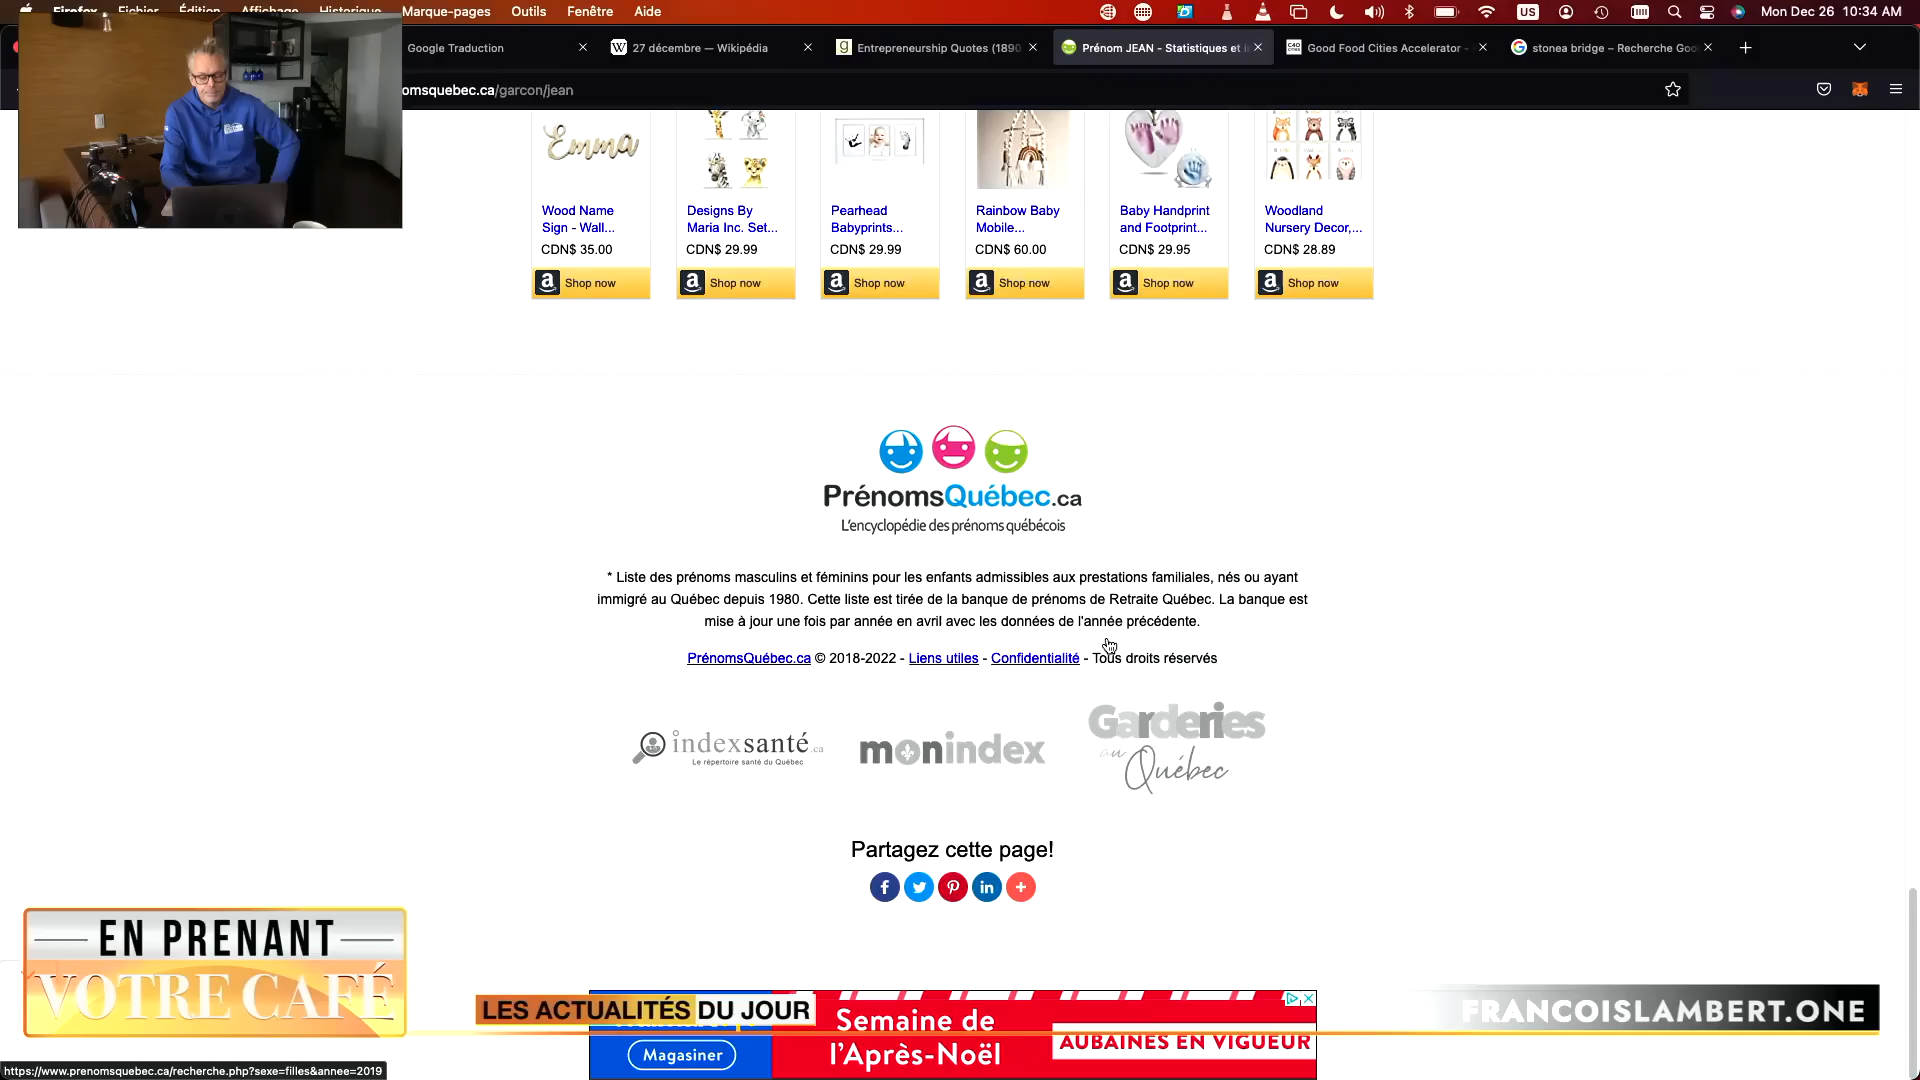 Firefox Fichier Édition Affichage Historique Marque-pages Outils Fenêtre Aide US Mon Dec 26 10:34 AM
Google Traduction
27 décembre — Wikipédia
Entrepreneurship Quotes (1890
Prénom JEAN - Statistiques et
Good Food Cities Accelerator -
stonea bridge – Recherche Goo
omsquebec.ca/garcon/jean
Emma
Wood Name Sign - Wall...
CDN$ 35.00
Shop now
Designs By Maria Inc. Set...
CDN$ 29.99
Shop now
Pearhead Babyprints...
CDN$ 29.99
Shop now
Rainbow Baby Mobile...
CDN$ 60.00
Shop now
Baby Handprint and Footprint...
CDN$ 29.95
Shop now
Woodland Nursery Decor,...
CDN$ 28.89
Shop now
PrénomsQuébec.ca
L'encyclopédie des prénoms québécois
* Liste des prénoms masculins et féminins pour les enfants admissibles aux prestations familiales, nés ou ayant
immigré au Québec depuis 1980. Cette liste est tirée de la banque de prénoms de Retraite Québec. La banque est
mise à jour une fois par année en avril avec les données de l'année précédente.
PrénomsQuébec.ca © 2018-2022 - Liens utiles - Confidentialité - Tous droits réservés
indexsanté.ca
Le répertoire santé du Québec
monindex
Garderies
au Québec
Partagez cette page!
EN PRENANT
VOTRE CAFÉ
LES ACTUALITÉS DU JOUR
Magasiner
Semaine de
l'Après-Noël
AUBAINES EN VIGUEUR
FRANCOISLAMBERT.ONE
https://www.prenomsquebec.ca/recherche.php?sexe=filles&annee=2019